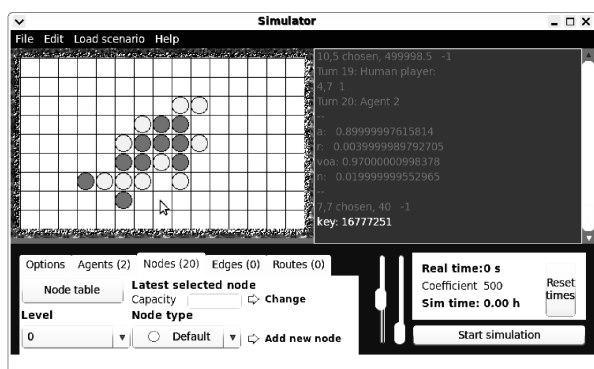 Simulator
File Edit Load scenario Help
10,5 chosen, 499998.5 -1
Turn 19: Human player:
4,7 1
Turn 20: Agent 2
--
a: 0.89999997615814
r: 0.0039999989792705
voa: 0.97000000998378
n: 0.019999999552965
--
7,7 chosen, 40 -1
key: 16777251
Options Agents (2) Nodes (20) Edges (0) Routes (0)
Node table
Latest selected node
Capacity Change
Level
Node type
0
Default
Add new node
Real time:0 s
Coefficient 500
Sim time: 0.00 h
Reset
times
Start simulation